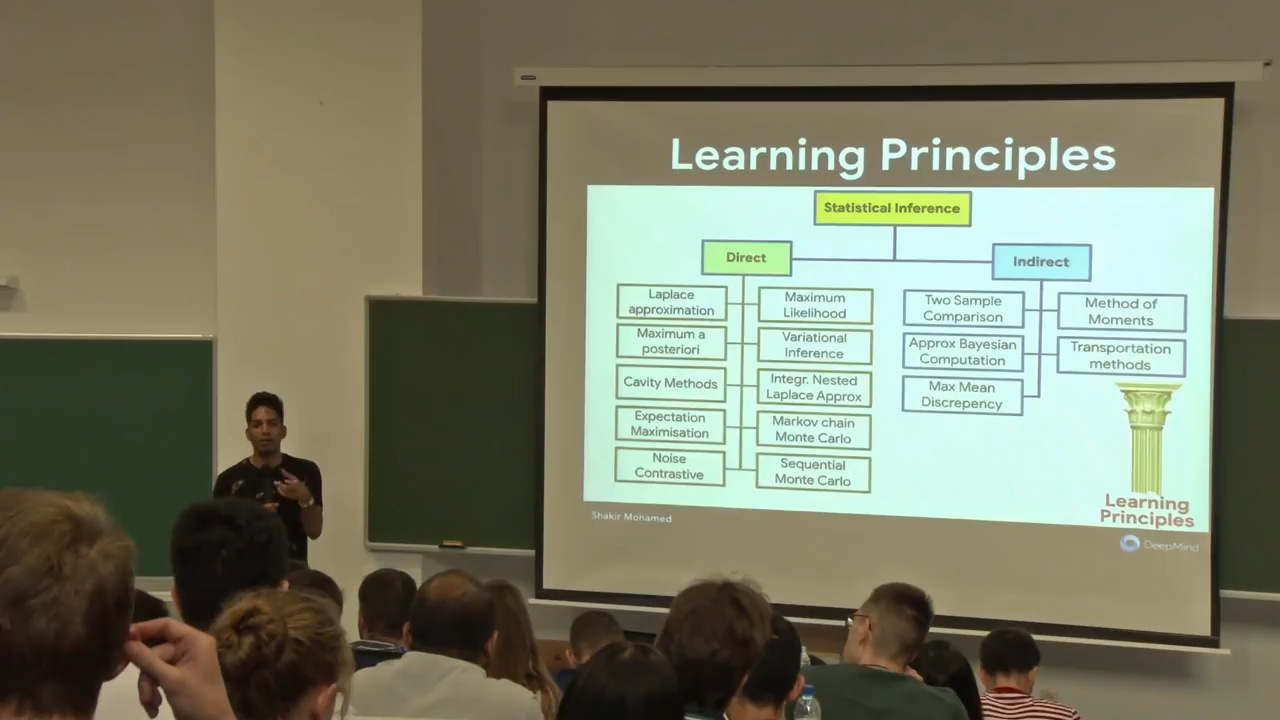 Learning Principles
Statistical Inference
Direct
Indirect
Laplace
approximation
Maximum
Likelihood
Maximum a
posteriori
Variational
Inference
Cavity Methods
Integr. Nested
Laplace Approx
Expectation
Maximisation
Markov chain
Monte Carlo
Noise
Contrastive
Sequential
Monte Carlo
Two Sample
Comparison
Method of
Moments
Approx Bayesian
Computation
Transportation
methods
Max Mean
Discrepency
Learning
Principles
Shakir Mohamed
DeepMind